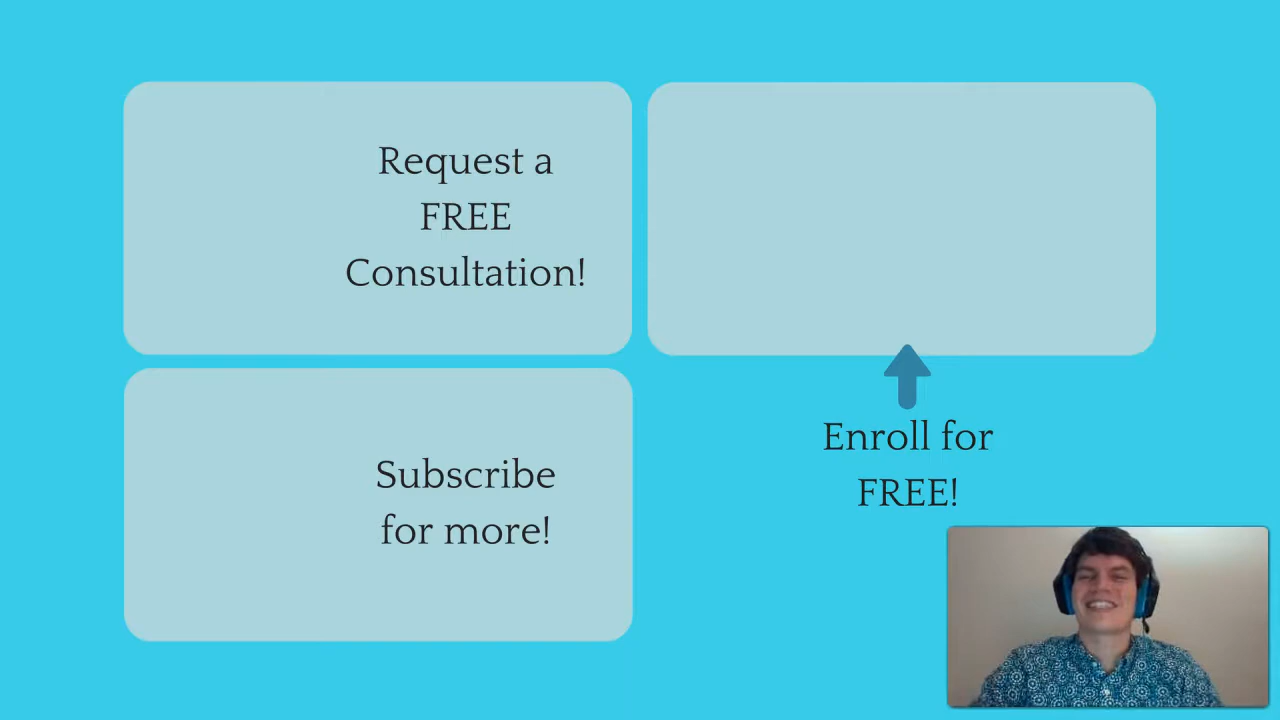 Request a
FREE
Consultation!
Subscribe
for more!
Enroll for
FREE!